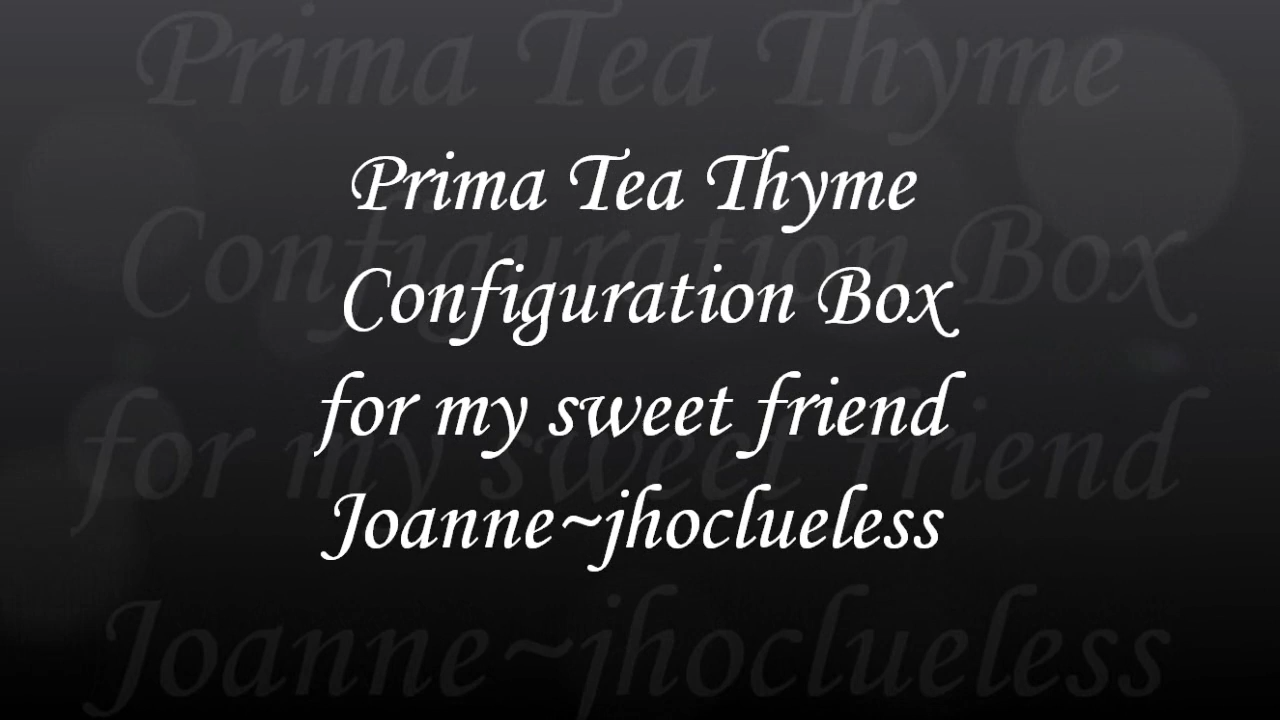 Prima Tea Thyme
Configuration Box
for my sweet friend
Joanne~jhoclueless